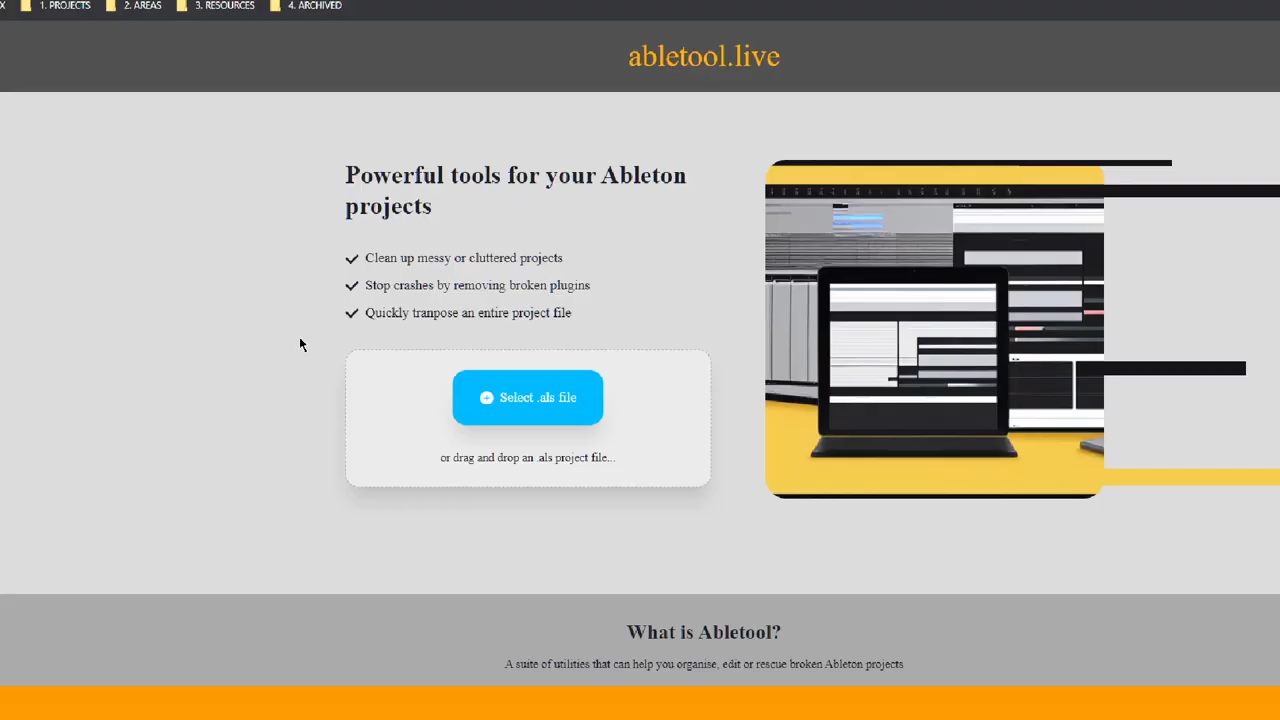 X 1. PROJECTS 2. AREAS 3. RESOURCES 4. ARCHIVED
abletool.live
Powerful tools for your Ableton
projects
Clean up messy or cluttered projects
Stop crashes by removing broken plugins
Quickly tranpose an entire project file
Select .als file
or drag and drop an .als project file...
What is Abletool?
A suite of utilities that can help you organise, edit or rescue broken Ableton projects